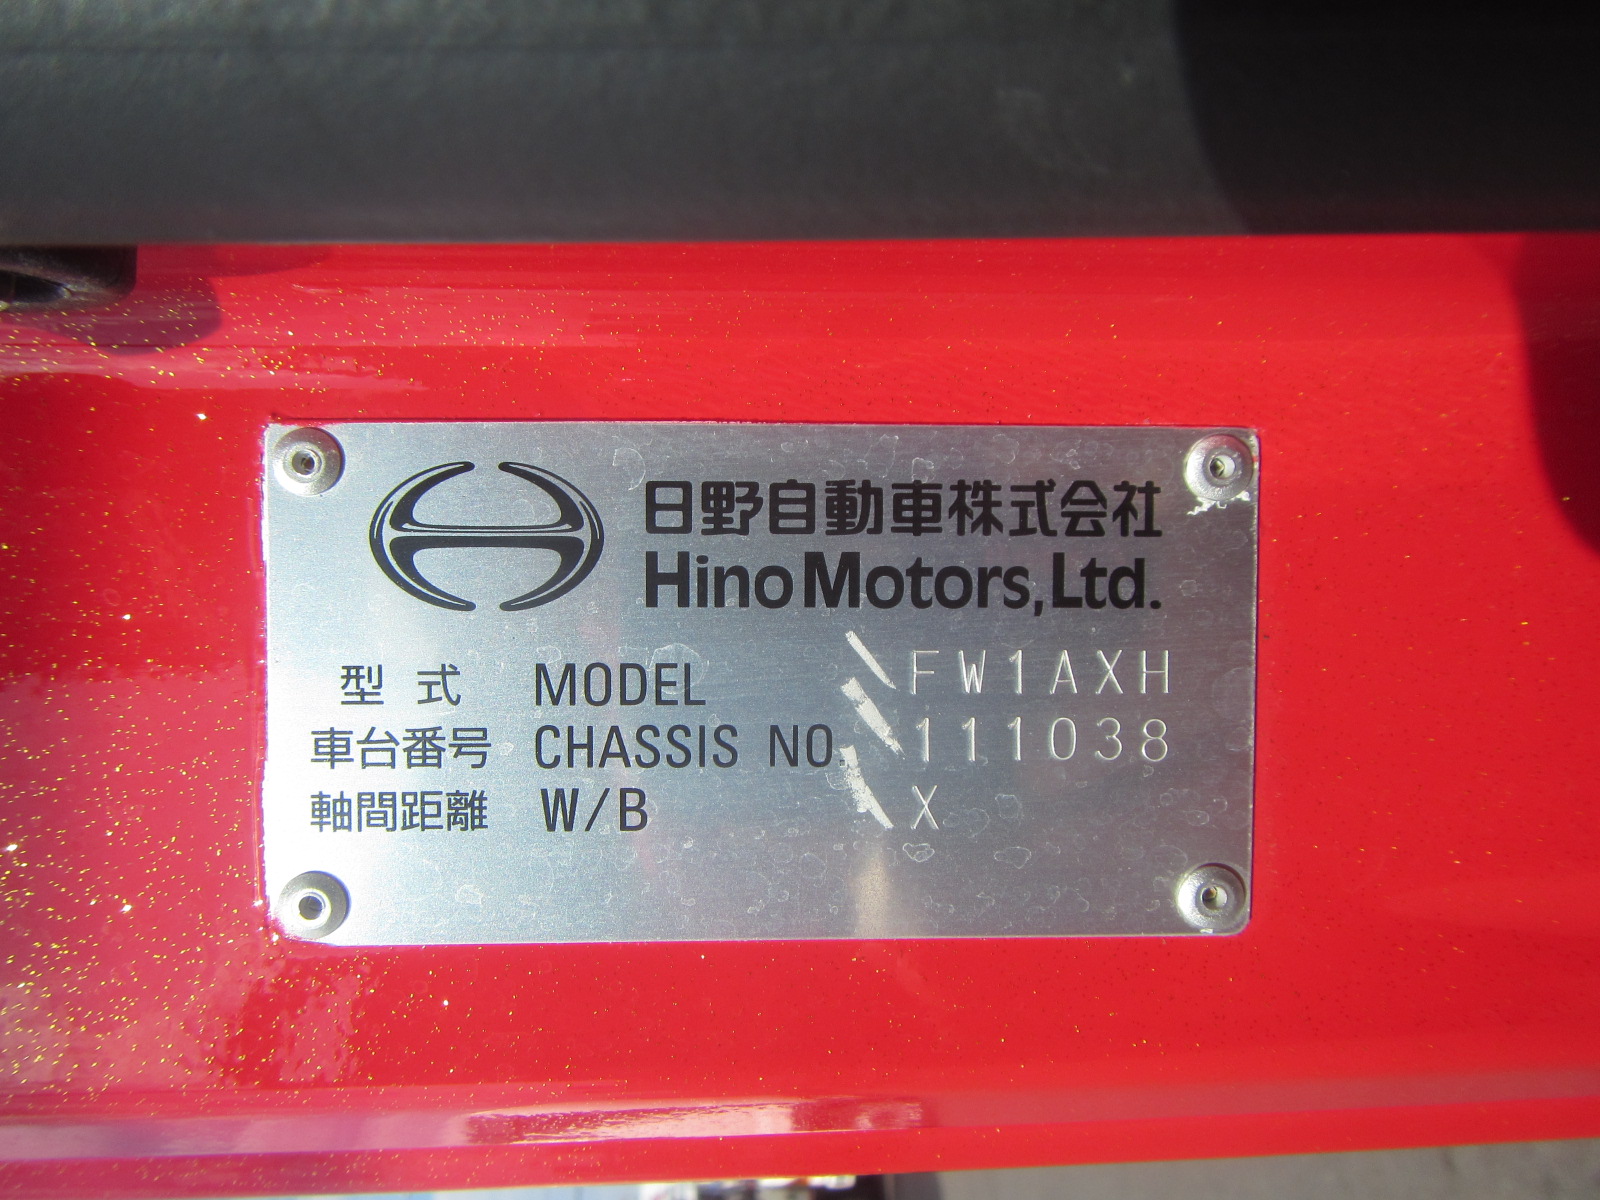 日野自動車株式会社
Hino Motors, Ltd.
型式 MODEL FW1AXH
車台番号 CHASSIS NO. 111038
軸間距離 W/B X